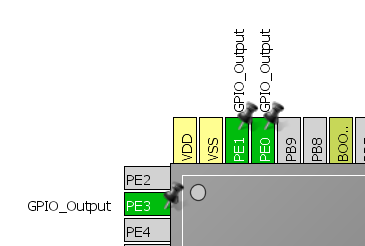 GPIO_Output
GPIO_Output
VDD
VSS
PE1
PE0
PB9
PB8
BOO..
PE2
GPIO_Output
PE3
PE4